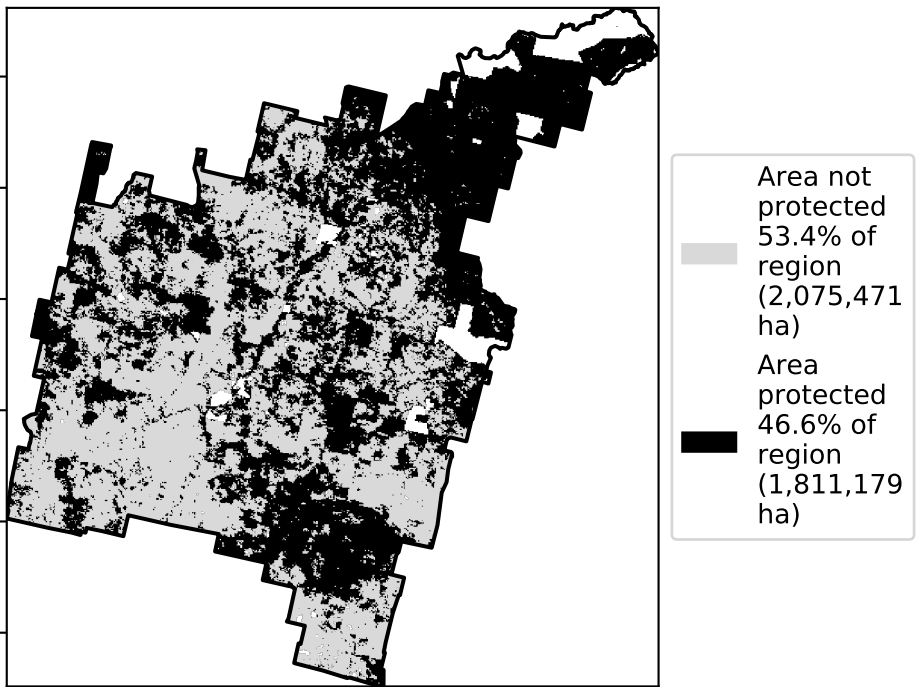 Area not
protected
53.4% of
region
(2,075,471
ha)
Area
protected
46.6% of
region
(1,811,179
ha)